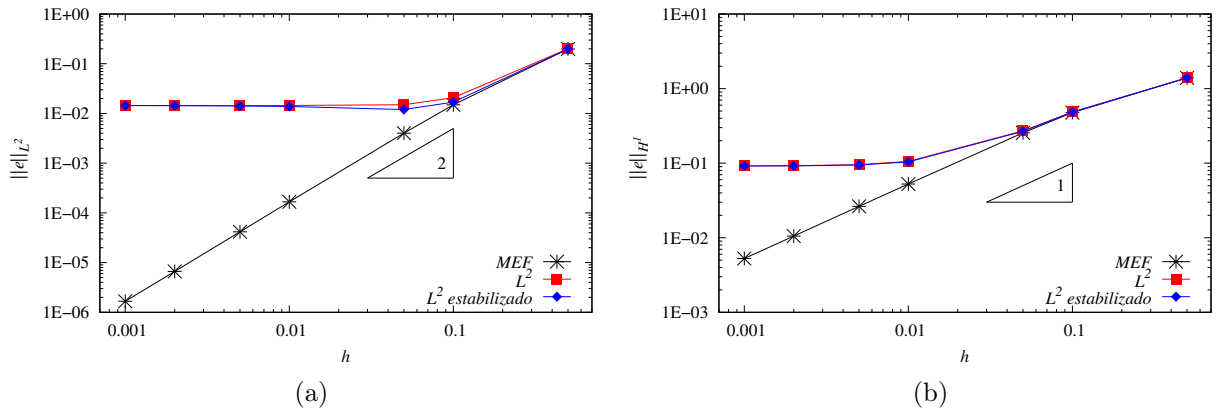 1E+00
1E−01
1E−02
1E−03
1E−04
1E−05
1E−06
||e||L2
2
MEF
L2
L2 estabilizado
0.001 0.01 0.1
h
(a)
1E+01
1E+00
1E−01
1E−02
1E−03
||e||H1
1
MEF
L2
L2 estabilizado
0.001 0.01 0.1
h
(b)